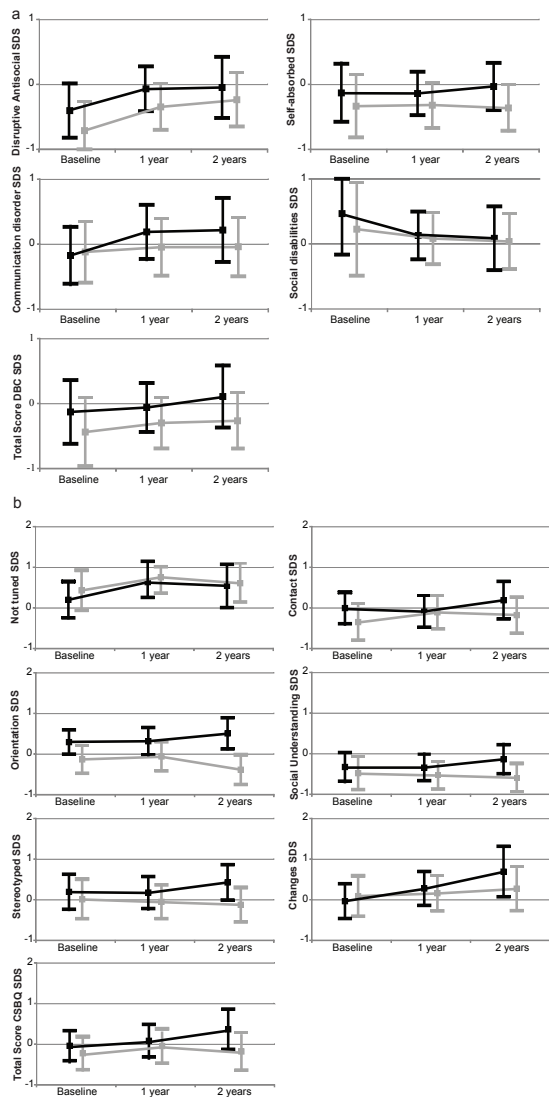 a
Disruptive Antisocial SDS
1
0
-1
Baseline
1 year
2 years
Self-absorbed SDS
1
0
-1
Baseline
1 year
2 years
Communication disorder SDS
1
0
-1
Baseline
1 year
2 years
Social disabilities SDS
1
0
-1
Baseline
1 year
2 years
Total Score DBC SDS
1
0
-1
Baseline
1 year
2 years
b
Not tuned SDS
2
1
0
-1
Baseline
1 year
2 years
Contact SDS
2
1
0
-1
Baseline
1 year
2 years
Orientation SDS
2
1
0
-1
Baseline
1 year
2 years
Social Understanding SDS
2
1
0
-1
Baseline
1 year
2 years
Stereotyped SDS
2
1
0
-1
Baseline
1 year
2 years
Changes SDS
2
1
0
-1
Baseline
1 year
2 years
Total Score CSBQ SDS
2
1
0
-1
Baseline
1 year
2 years